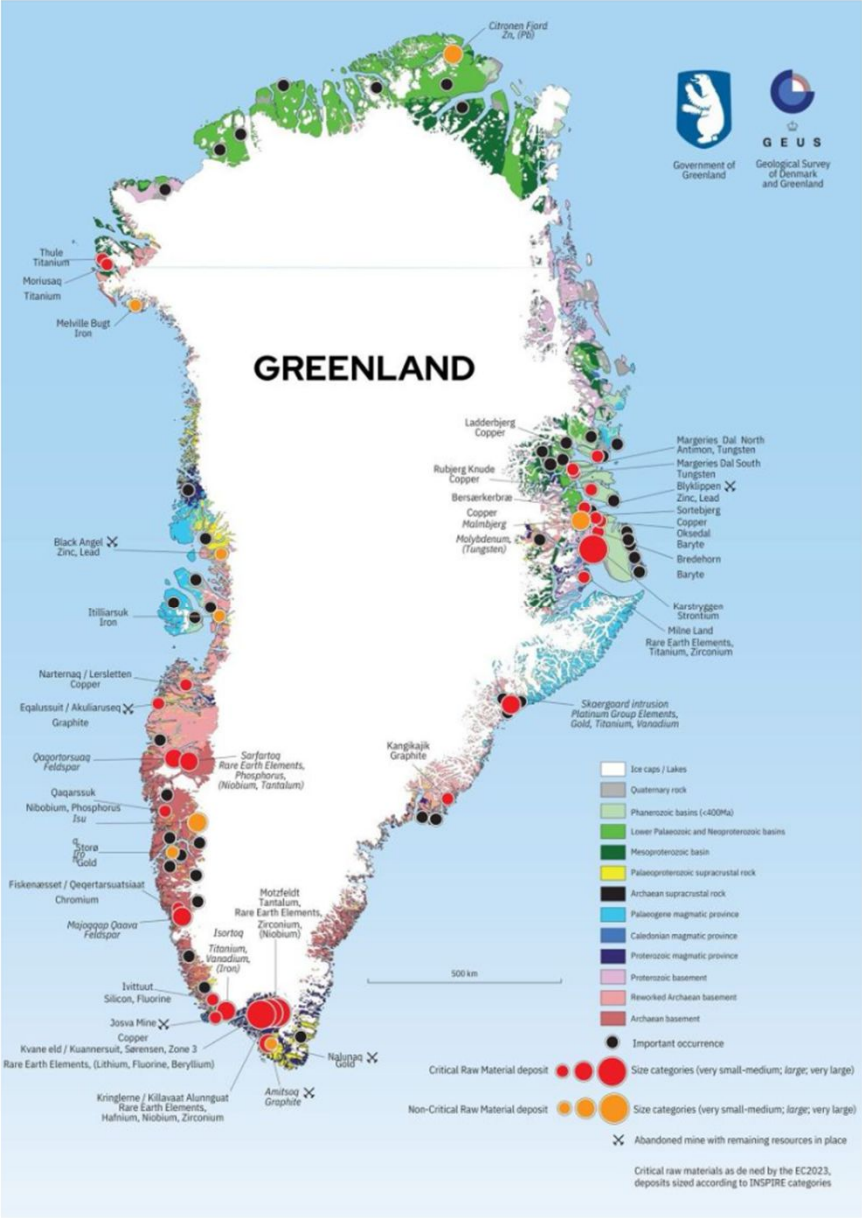 Citronen Fjord
Zn, (Pb)
Government of
Greenland
G E U S
Geological Survey
of Denmark
and Greenland
Thule
Titanium
Moriusaq
Titanium
Melville Bugt
Iron
GREENLAND
Ladderbjerg
Copper
Rubjerg Knude
Copper
Bersærkerbræ
Copper
Malmbjerg
Molybdenum,
(Tungsten)
Margeries Dal North
Antimon, Tungsten
Margeries Dal South
Tungsten
Blyklippen
Zinc, Lead
Sortebjerg
Copper
Oksedal
Baryte
Bredehorn
Baryte
Karstryggen
Strontium
Milne Land
Rare Earth Elements,
Titanium, Zirconium
Black Angel
Zinc, Lead
Itilliarsuk
Iron
Narternaq / Lersletten
Copper
Eqalussuit / Akuliaruseq
Graphite
Qaqortorsuaq
Feldspar
Sarfartoq
Rare Earth Elements,
Phosphorus,
(Niobium, Tantalum)
Skaergaard intrusion
Platinum Group Elements,
Gold, Titanium, Vanadium
Kangikajik
Graphite
Qaqarssuk
Nibobium, Phosphorus
Isu
Storø
Gold
Fiskenæsset / Qeqertarsuatsiaat
Chromium
Majoqqap Qaava
Feldspar
Isortoq
Titanium,
Vanadium,
(Iron)
Motzfeldt
Tantalum,
Rare Earth Elements,
Zirconium,
(Niobium)
Ivittuut
Silicon, Fluorine
Josva Mine
Copper
Kvane eld / Kuannersuit, Sørensen, Zone 3
Rare Earth Elements, (Lithium, Fluorine, Beryllium)
Kringlerne / Killavaat Alunnguat
Rare Earth Elements,
Hafnium, Niobium, Zirconium
Amitsoq
Graphite
Nalunaq
Gold
500 km
Ice caps / Lakes
Quaternary rock
Phanerozoic basins (<400Ma)
Lower Palaeozoic and Neoproterozoic basins
Mesoproterozoic basin
Palaeoproterozoic supracrustal rock
Archaean supracrustal rock
Palaeogene magmatic province
Caledonian magmatic province
Proterozoic magmatic province
Proterozoic basement
Reworked Archaean basement
Archaean basement
Important occurrence
Critical Raw Material deposit
Size categories (very small-medium; large; very large)
Non-Critical Raw Material deposit
Size categories (very small-medium; large; very large)
Abandoned mine with remaining resources in place
Critical raw materials as de ned by the EC2023,
deposits sized according to INSPIRE categories